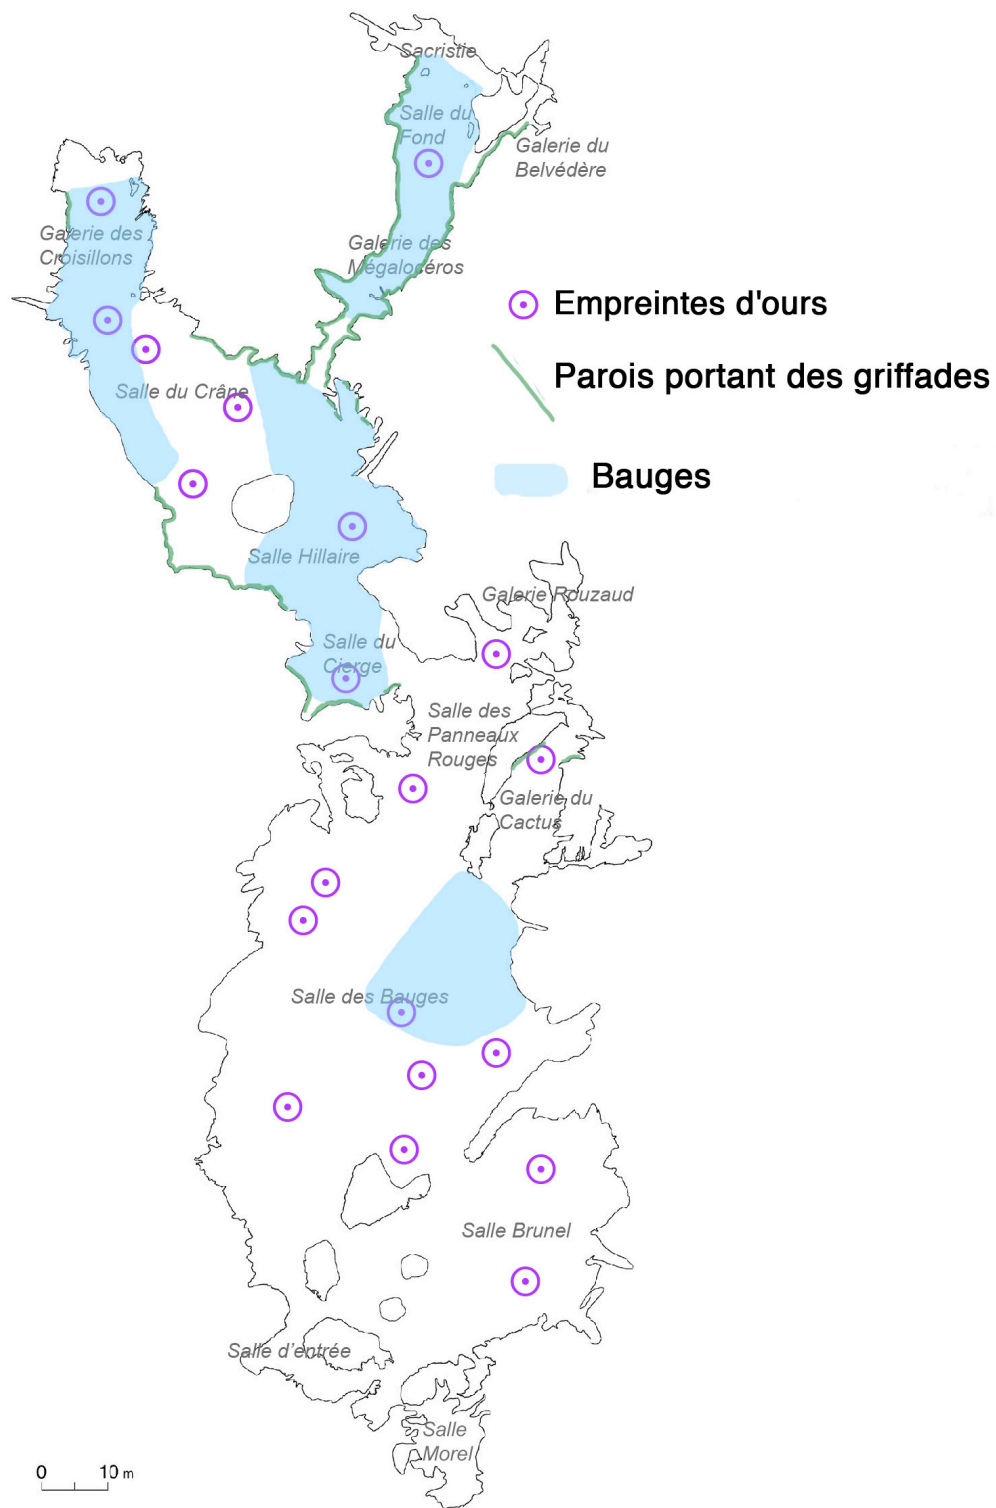 Sacristie
Salle du
Fond
Galerie du
Belvédère
Galerie des
Croisillons
Galerie des
Mégalocéros
Empreintes d'ours
Parois portant des griffades
Salle du Crâne
Bauges
Salle Hillaire
Galerie Rouzaud
Salle du
Cierge
Salle des
Panneaux
Rouges
Galerie du
Cactus
Salle des Bauges
Salle Brunel
Salle d'entrée
Salle
Morel
0 10 m